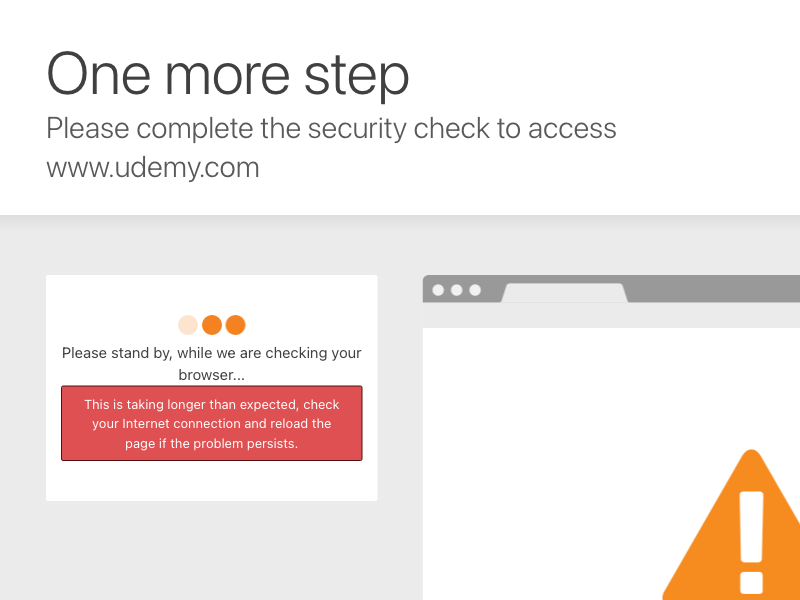 One more step
Please complete the security check to access
www.udemy.com
Please stand by, while we are checking your
browser...
This is taking longer than expected, check
your Internet connection and reload the
page if the problem persists.